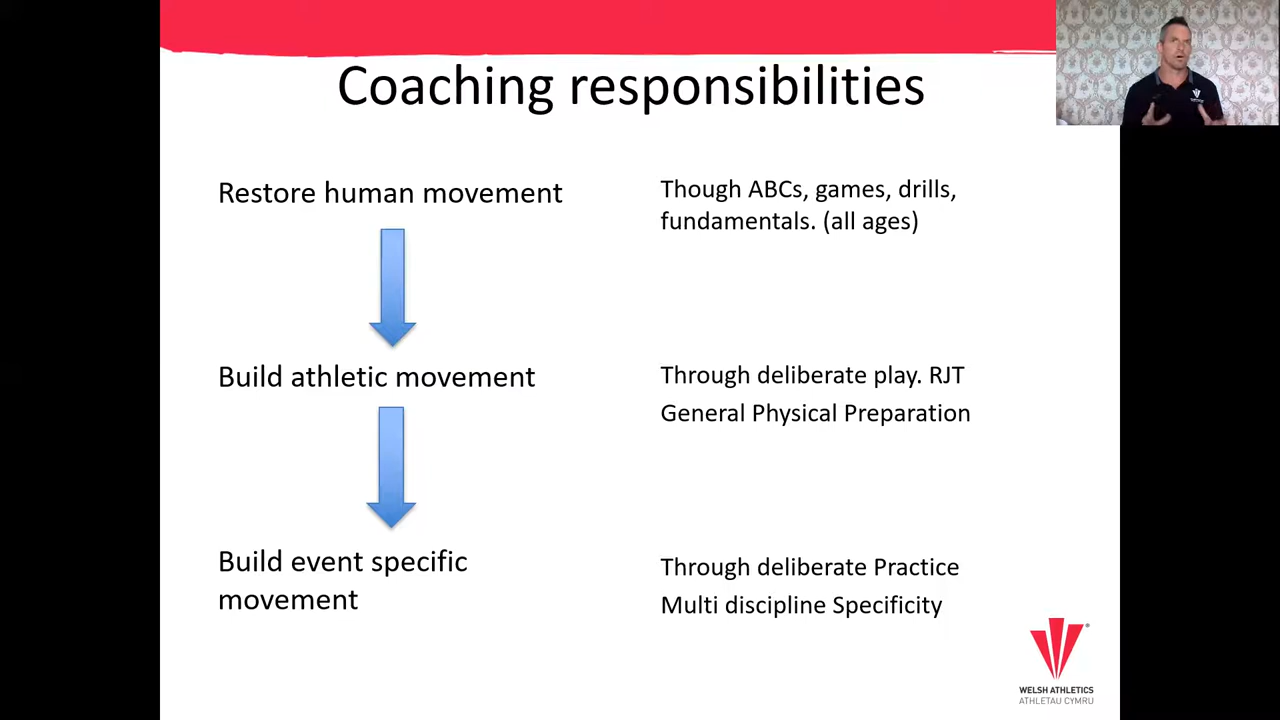 Coaching responsibilities
Restore human movement
Though ABCs, games, drills,
fundamentals. (all ages)
Build athletic movement
Through deliberate play. RJT
General Physical Preparation
Build event specific
movement
Through deliberate Practice
Multi discipline Specificity
WELSH ATHLETICS
ATHLETAU CYMRU